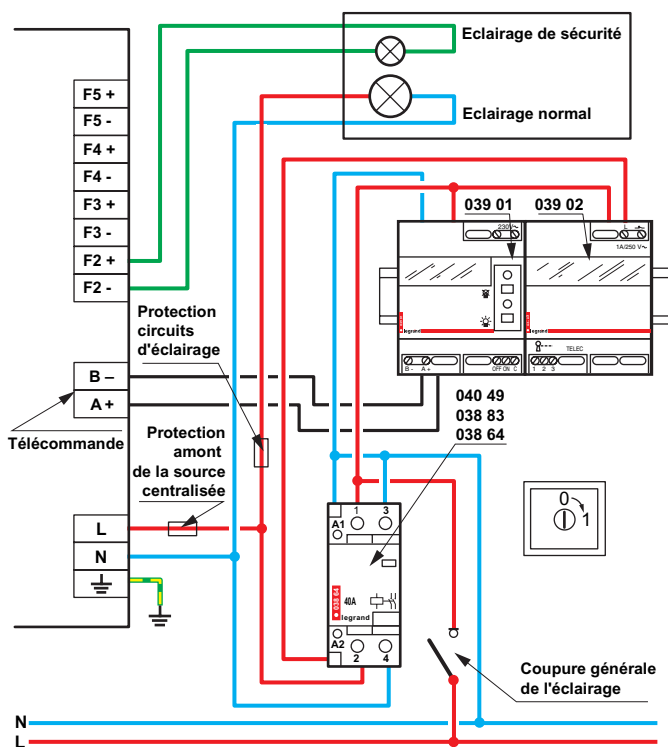 Eclairage de sécurité
Eclairage normal
F5 +
F5 -
F4 +
F4 -
F3 +
F3 -
F2 +
F2 -
B –
A +
Télécommande
Protection
circuits
d'éclairage
Protection
amont
de la source
centralisée
L
N
039 01
039 02
230V~
L
1A/250 V~
legrand
legrand
TELEC
B - A +
OFF ON C
1 2 3
040 49
038 83
038 64
A1
1
3
038 64
40A
legrand
A2
2
4
0
1
Coupure générale
de l'éclairage
N
L